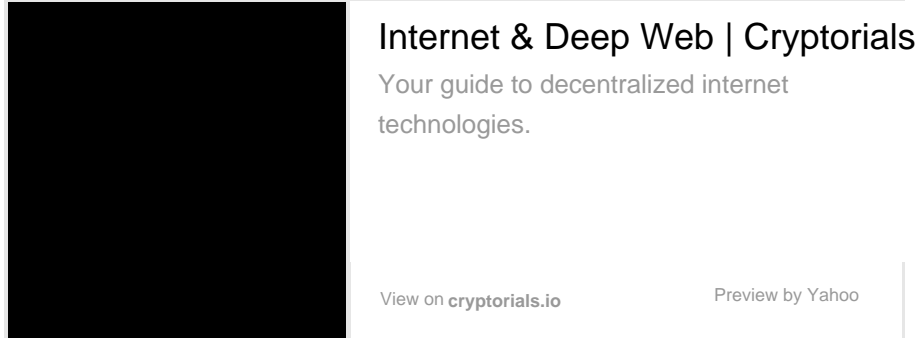 Internet & Deep Web | Cryptorials
Your guide to decentralized internet
technologies.
View on cryptorials.io
Preview by Yahoo